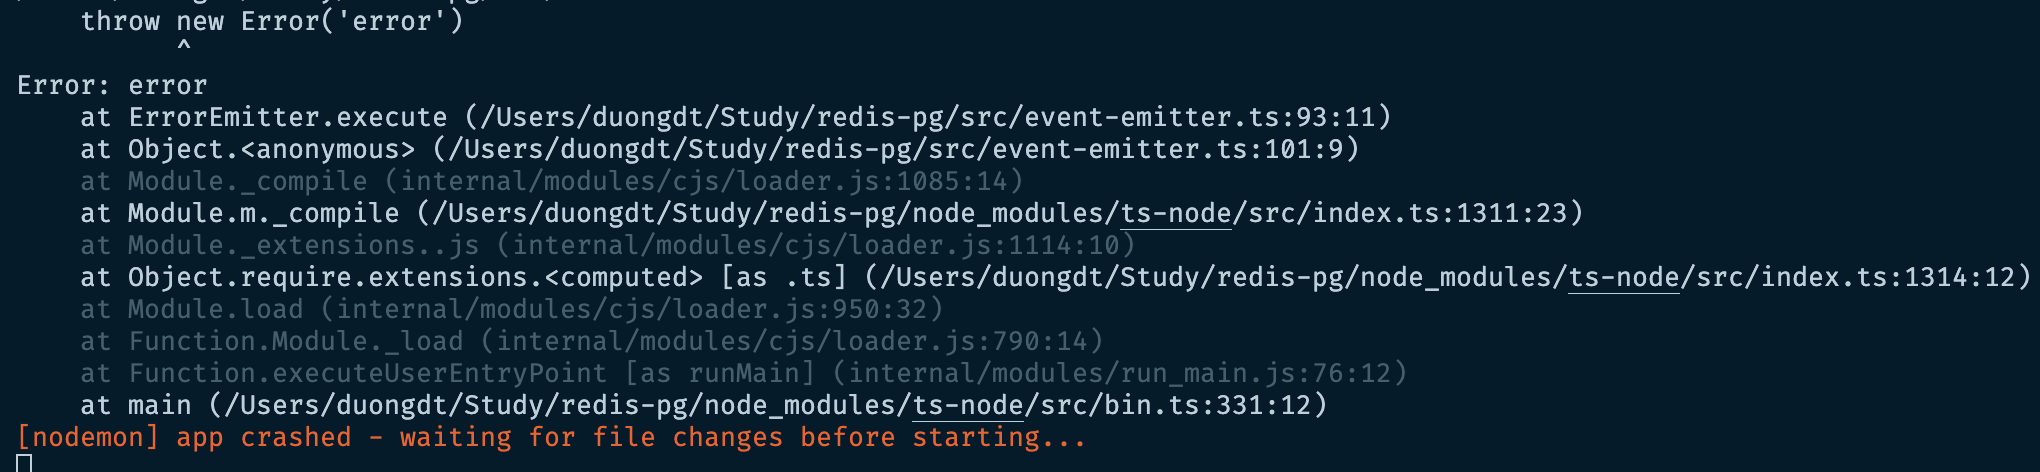 throw new Error('error')
^
Error: error
at ErrorEmitter.execute (/Users/duongdt/Study/redis-pg/src/event-emitter.ts:93:11)
at Object.<anonymous> (/Users/duongdt/Study/redis-pg/src/event-emitter.ts:101:9)
at Module._compile (internal/modules/cjs/loader.js:1085:14)
at Module.m._compile (/Users/duongdt/Study/redis-pg/node_modules/ts-node/src/index.ts:1311:23)
at Module._extensions..js (internal/modules/cjs/loader.js:1114:10)
at Object.require.extensions.<computed> [as .ts] (/Users/duongdt/Study/redis-pg/node_modules/ts-node/src/index.ts:1314:12)
at Module.load (internal/modules/cjs/loader.js:950:32)
at Function.Module._load (internal/modules/cjs/loader.js:790:14)
at Function.executeUserEntryPoint [as runMain] (internal/modules/run_main.js:76:12)
at main (/Users/duongdt/Study/redis-pg/node_modules/ts-node/src/bin.ts:331:12)
[nodemon] app crashed - waiting for file changes before starting...